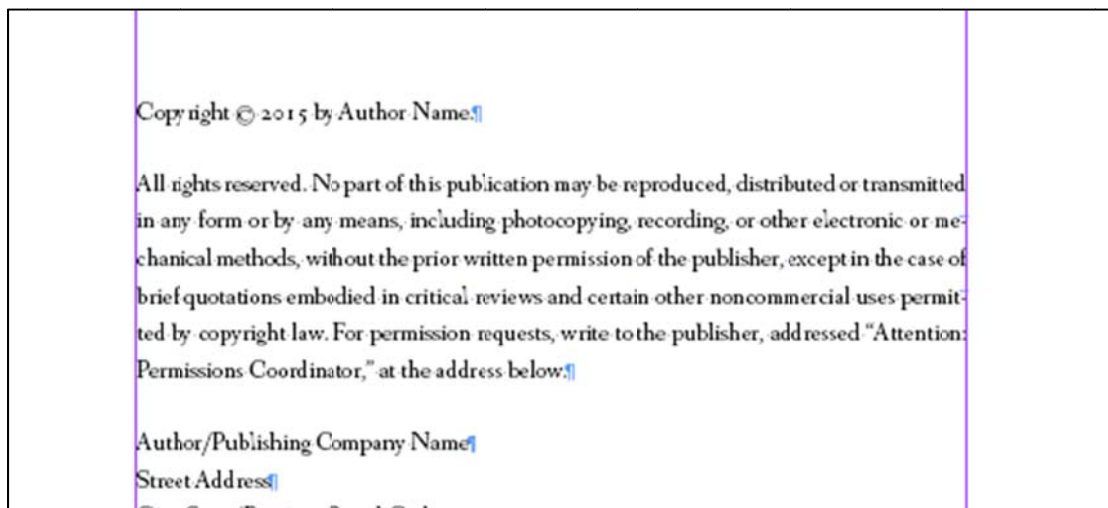 Copyright © 2015 by Author Name.¶
All rights reserved. No part of this publication may be reproduced, distributed or transmitted
in any form or by any means, including photocopying, recording, or other electronic or me-
chanical methods, without the prior written permission of the publisher, except in the case of
brief quotations embodied in critical reviews and certain other noncommercial uses permit-
ted by copyright law. For permission requests, write to the publisher, addressed “Attention:
Permissions Coordinator,” at the address below.¶
Author/Publishing Company Name¶
Street Address¶